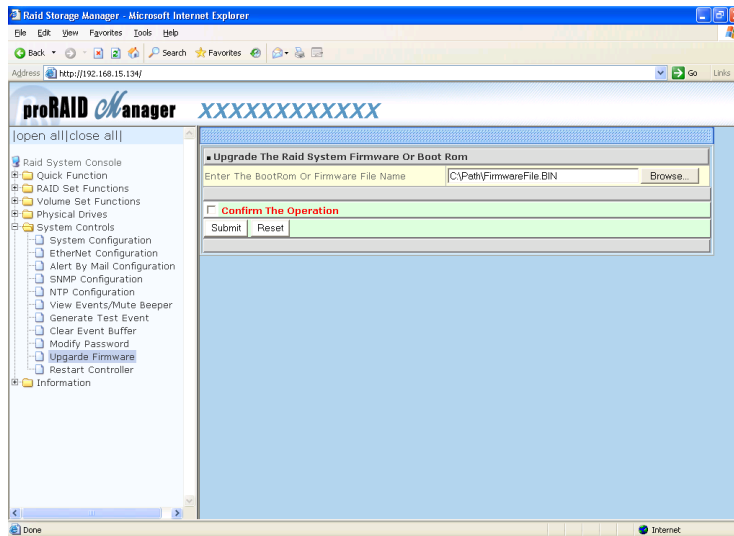 Raid Storage Manager - Microsoft Internet Explorer
File Edit View Favorites Tools Help
Back Search Favorites
Address http://192.168.15.134/ Go Links
proRAID Manager XXXXXXXXXXXX
|open all|close all|
Raid System Console
Quick Function
RAID Set Functions
Volume Set Functions
Physical Drives
System Controls
System Configuration
EtherNet Configuration
Alert By Mail Configuration
SNMP Configuration
NTP Configuration
View Events/Mute Beeper
Generate Test Event
Clear Event Buffer
Modify Password
Upgarde Firmware
Restart Controller
Information
Upgrade The Raid System Firmware Or Boot Rom
Enter The BootRom Or Firmware File Name C:\Path\FirmwareFile.BIN Browse...
Confirm The Operation
Submit Reset
Done Internet